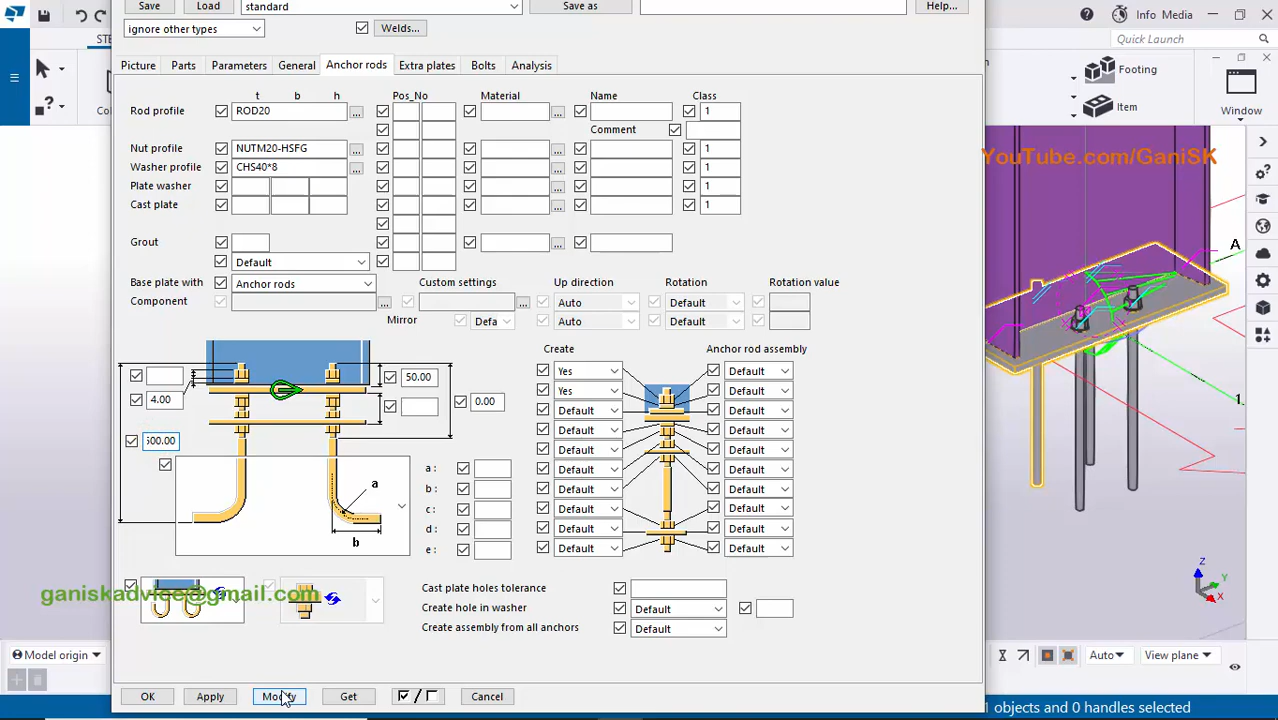 Save Load standard Save as Help...
ignore other types Welds...
Info Media
Quick Launch
Picture Parts Parameters General Anchor rods Extra plates Bolts Analysis
Footing
Item
Window
t b h Pos_No Material Name Class
Rod profile ROD20 ... ... 1
Comment
Nut profile NUTM20-HSFG ... ... 1
Washer profile CHS40*8 ... ... 1
Plate washer ... 1
Cast plate ... 1
YouTube.com/GaniSK
Grout ...
Default
Base plate with Anchor rods Custom settings Up direction Rotation Rotation value
Component ... ... Auto Default
Mirror Defa Auto Default
A
1
Create Anchor rod assembly
50.00 Yes Default
4.00 0.00 Yes Default
Default Default
Default Default
Default Default
a : Default Default
b : Default Default
c : Default Default
d : Default Default
e : Default Default
a
b
ganiskadvice@gmail.com
Cast plate holes tolerance
Create hole in washer Default
Create assembly from all anchors Default
Z
Y
X
Model origin Auto View plane
OK Apply Modify Get / Cancel
1 objects and 0 handles selected